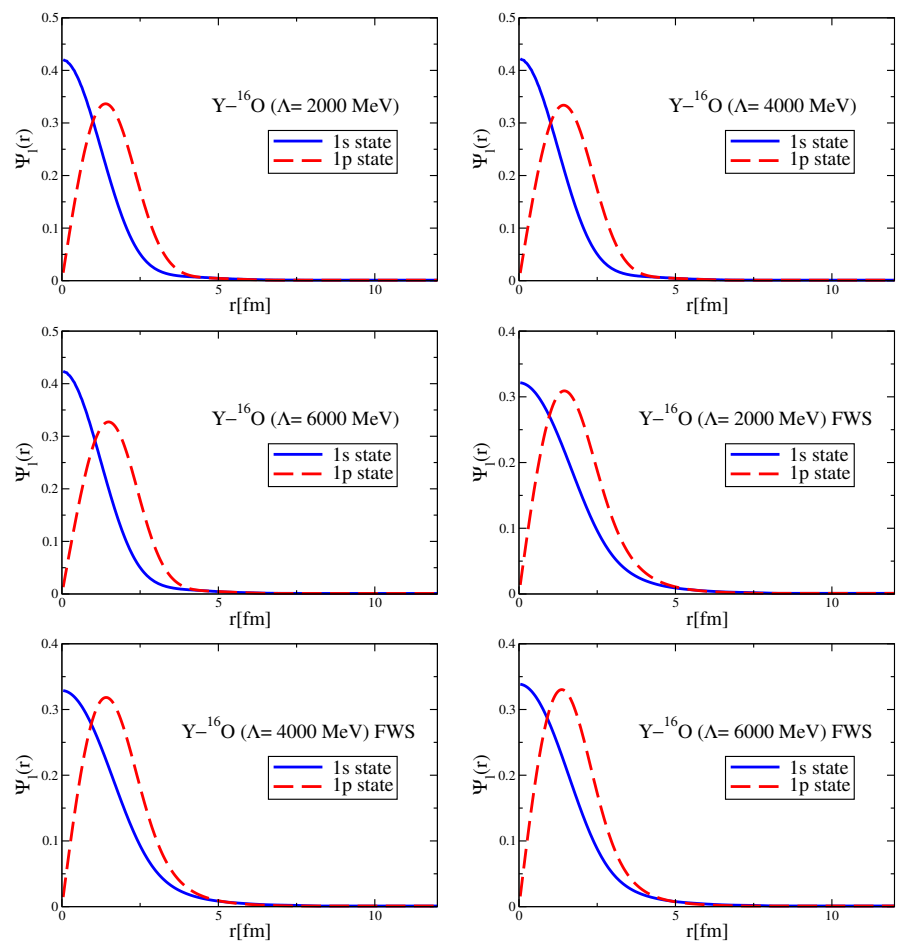 0.5
0.4
0.3
0.2
0.1
0
Ψ_l(r)
Y−^16O (Λ= 2000 MeV)
1s state
1p state
0 5 10
r[fm]
0.5
0.4
0.3
0.2
0.1
0
Ψ_l(r)
Y−^16O (Λ= 4000 MeV)
1s state
1p state
0 5 10
r[fm]
0.5
0.4
0.3
0.2
0.1
0
Ψ_l(r)
Y−^16O (Λ= 6000 MeV)
1s state
1p state
0 5 10
r[fm]
0.4
0.3
0.2
0.1
0
Ψ_l(r)
Y−^16O (Λ= 2000 MeV) FWS
1s state
1p state
0 5 10
r[fm]
0.4
0.3
0.2
0.1
0
Ψ_l(r)
Y−^16O (Λ= 4000 MeV) FWS
1s state
1p state
0 5 10
r[fm]
0.4
0.3
0.2
0.1
0
Ψ_l(r)
Y−^16O (Λ= 6000 MeV) FWS
1s state
1p state
0 5 10
r[fm]